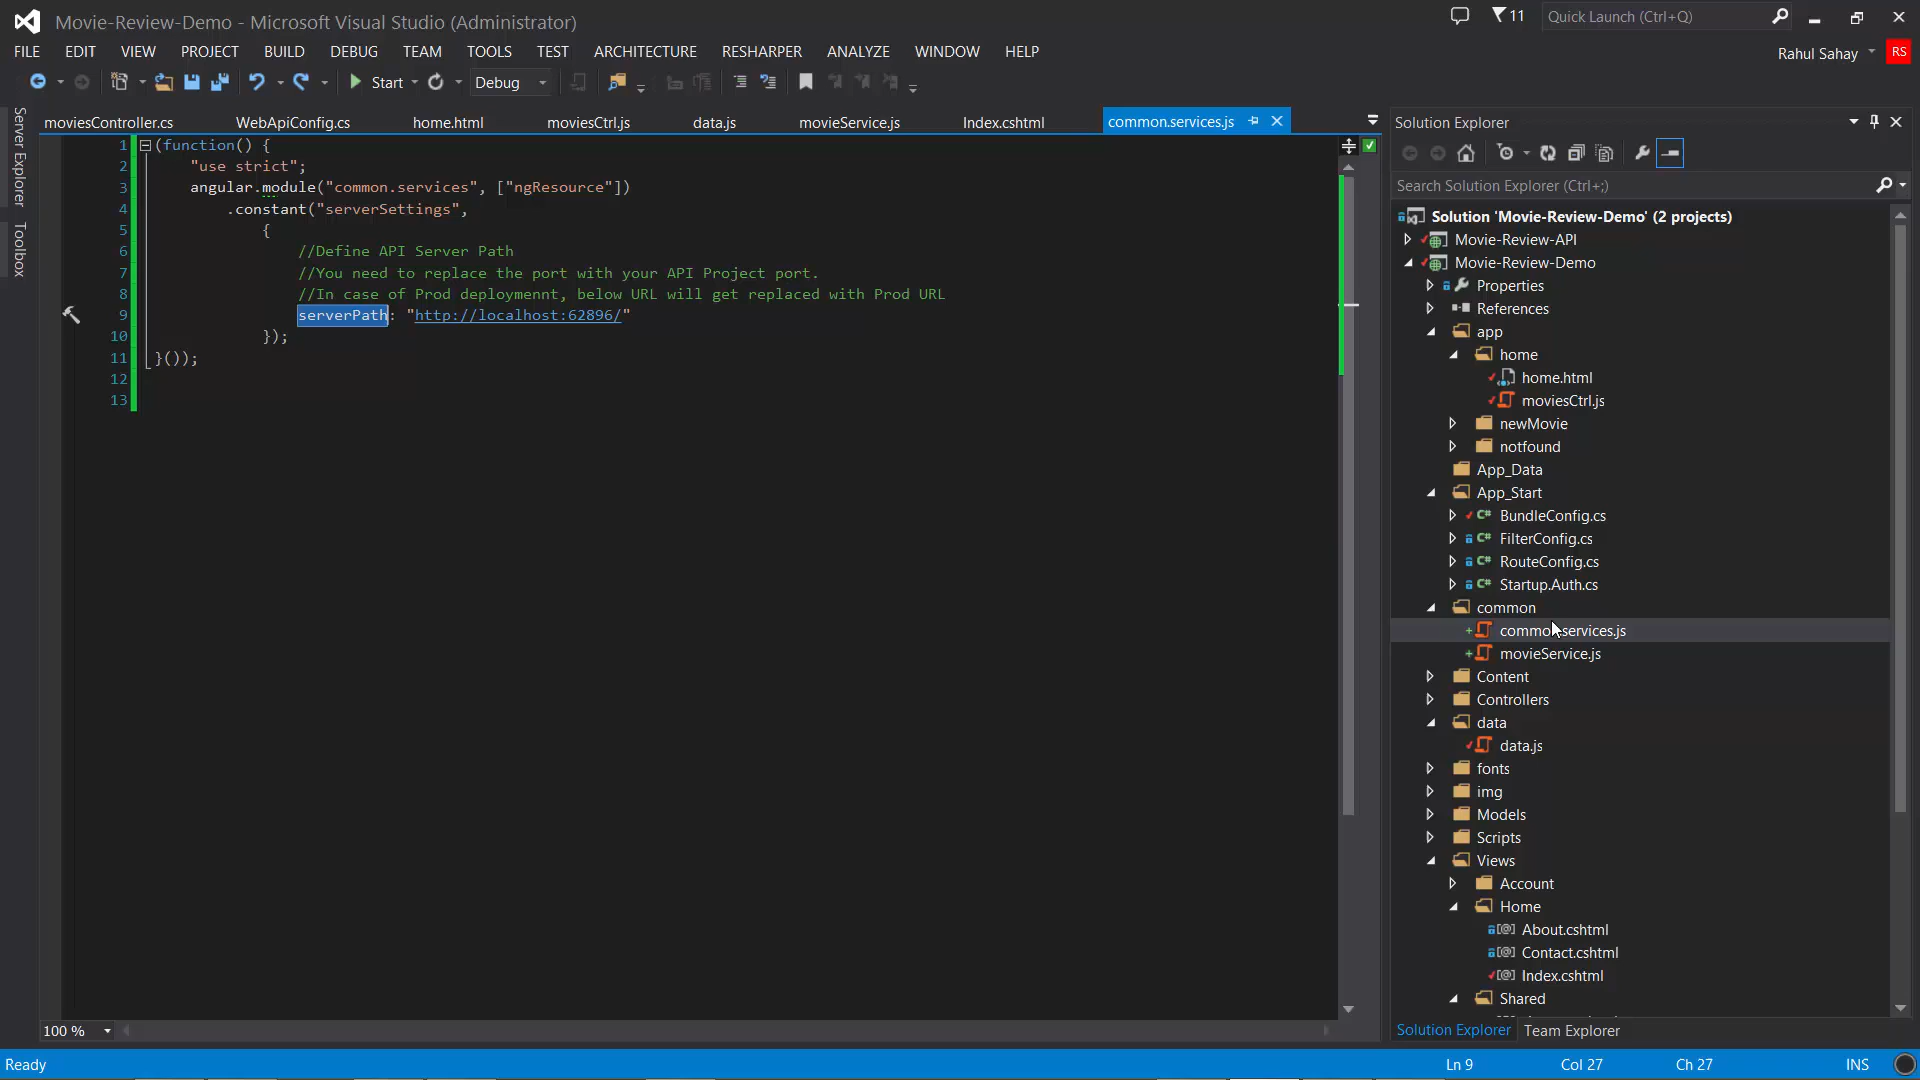 Movie-Review-Demo - Microsoft Visual Studio (Administrator)
11
Quick Launch (Ctrl+Q)
FILE EDIT VIEW PROJECT BUILD DEBUG TEAM TOOLS TEST ARCHITECTURE RESHARPER ANALYZE WINDOW HELP
Rahul Sahay
RS
Start
Debug
Server Explorer
Toolbox
moviesController.cs WebApiConfig.cs home.html moviesCtrl.js data.js movieService.js Index.cshtml common.services.js
1 (function() {
2 "use strict";
3 angular.module("common.services", ["ngResource"])
4 .constant("serverSettings",
5 {
6 //Define API Server Path
7 //You need to replace the port with your API Project port.
8 //In case of Prod deploymennt, below URL will get replaced with Prod URL
9 serverPath: "http://localhost:62896/"
10 });
11 }());
12
13
100 %
Solution Explorer
Search Solution Explorer (Ctrl+;)
Solution 'Movie-Review-Demo' (2 projects)
Movie-Review-API
Movie-Review-Demo
Properties
References
app
home
home.html
moviesCtrl.js
newMovie
notfound
App_Data
App_Start
BundleConfig.cs
FilterConfig.cs
RouteConfig.cs
Startup.Auth.cs
common
common.services.js
movieService.js
Content
Controllers
data
data.js
fonts
img
Models
Scripts
Views
Account
Home
About.cshtml
Contact.cshtml
Index.cshtml
Shared
Solution Explorer Team Explorer
Ready
Ln 9 Col 27 Ch 27 INS